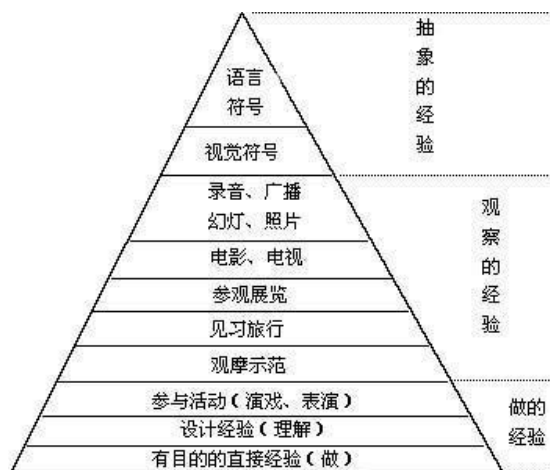 语言
符号
视觉符号
录音、广播
幻灯、照片
电影、电视
参观展览
见习旅行
观摩示范
参与活动(演戏、表演)
设计经验(理解)
有目的的直接经验(做)
抽
象
的
经
验
观
察
的
经
验
做的
经验